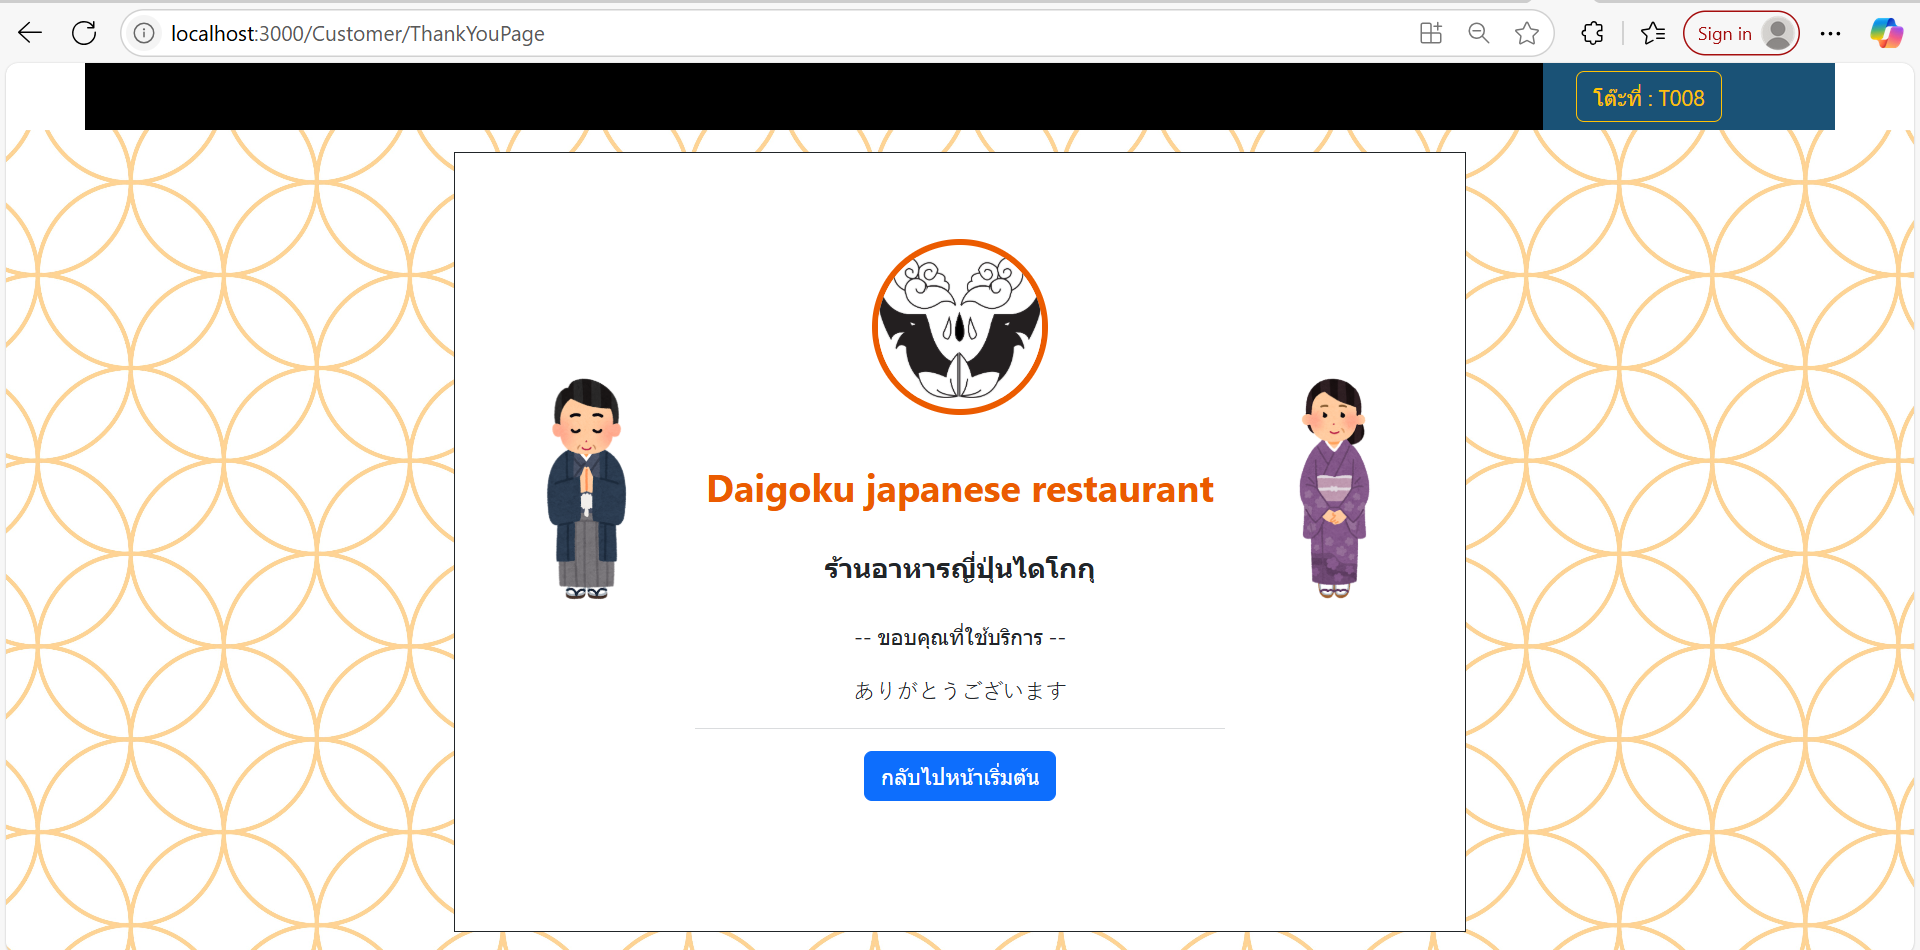 localhost:3000/Customer/ThankYouPage
Sign in
โต๊ะที่ : T008
Daigoku japanese restaurant
ร้านอาหารญี่ปุ่นไดโกกุ
-- ขอบคุณที่ใช้บริการ --
ありがとうございます
กลับไปหน้าเริ่มต้น